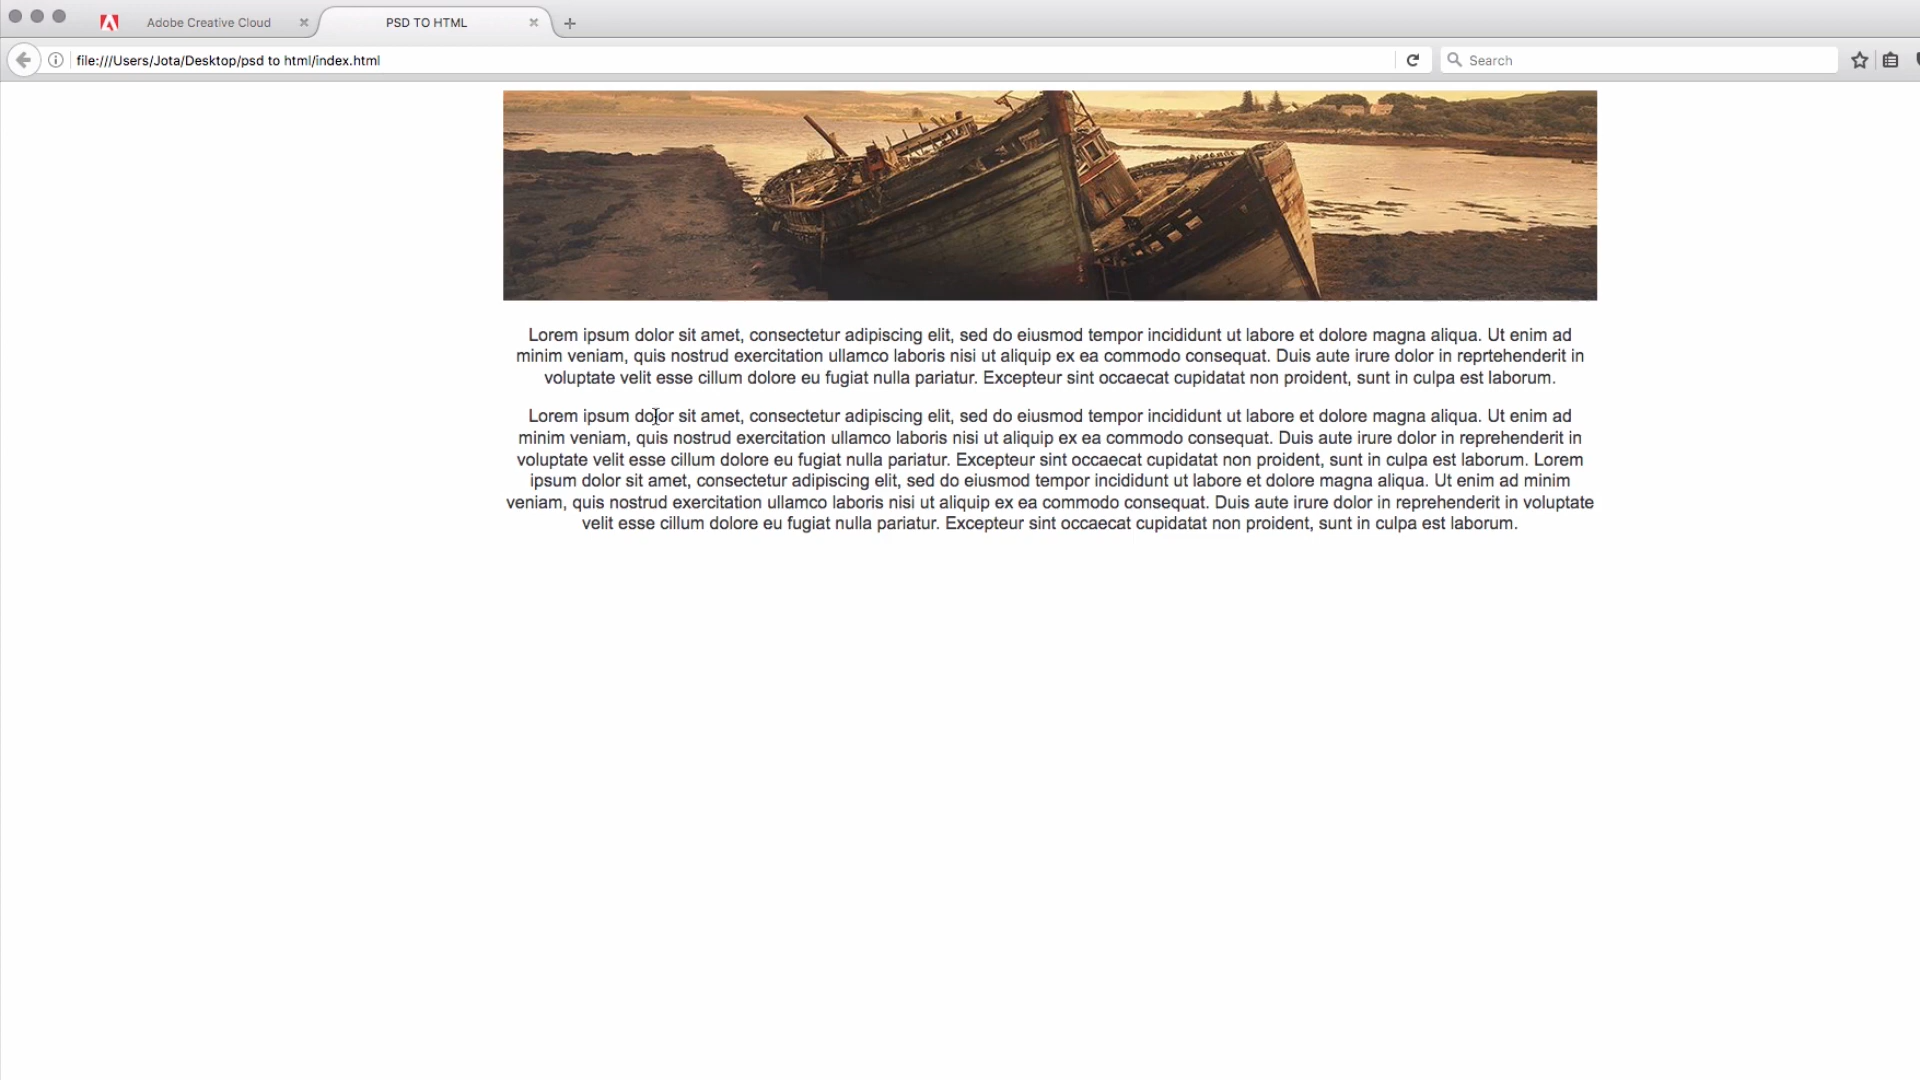 Adobe Creative Cloud
PSD TO HTML
file:///Users/Jota/Desktop/psd to html/index.html
Search
Lorem ipsum dolor sit amet, consectetur adipiscing elit, sed do eiusmod tempor incididunt ut labore et dolore magna aliqua. Ut enim ad
minim veniam, quis nostrud exercitation ullamco laboris nisi ut aliquip ex ea commodo consequat. Duis aute irure dolor in reprtehenderit in
voluptate velit esse cillum dolore eu fugiat nulla pariatur. Excepteur sint occaecat cupidatat non proident, sunt in culpa est laborum.
Lorem ipsum dolor sit amet, consectetur adipiscing elit, sed do eiusmod tempor incididunt ut labore et dolore magna aliqua. Ut enim ad
minim veniam, quis nostrud exercitation ullamco laboris nisi ut aliquip ex ea commodo consequat. Duis aute irure dolor in reprehenderit in
voluptate velit esse cillum dolore eu fugiat nulla pariatur. Excepteur sint occaecat cupidatat non proident, sunt in culpa est laborum. Lorem
ipsum dolor sit amet, consectetur adipiscing elit, sed do eiusmod tempor incididunt ut labore et dolore magna aliqua. Ut enim ad minim
veniam, quis nostrud exercitation ullamco laboris nisi ut aliquip ex ea commodo consequat. Duis aute irure dolor in reprehenderit in voluptate
velit esse cillum dolore eu fugiat nulla pariatur. Excepteur sint occaecat cupidatat non proident, sunt in culpa est laborum.